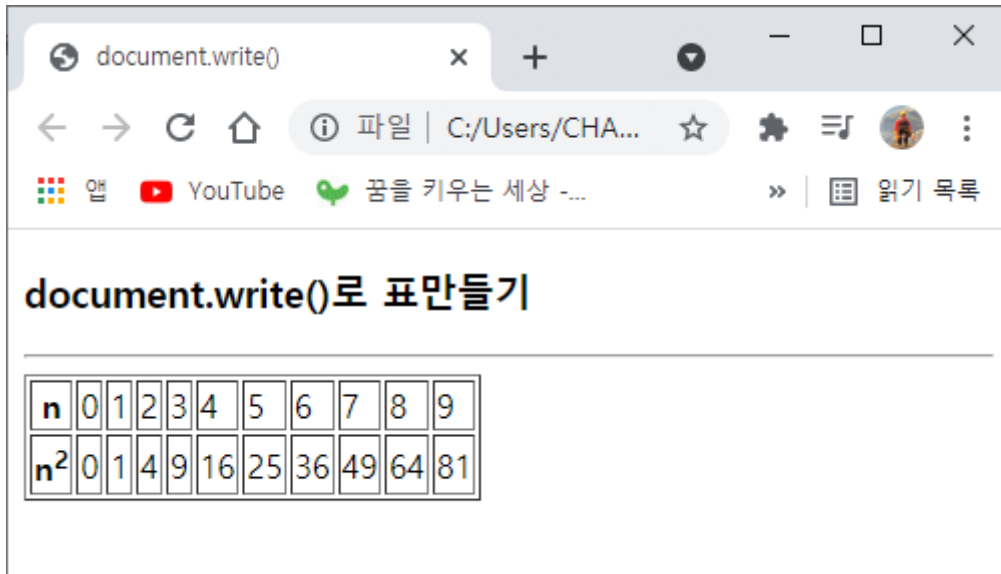 document.write()
파일 | C:/Users/CHA...
앱 YouTube 꿈을 키우는 세상 -... » 읽기 목록
document.write()로 표만들기
n 0 1 2 3 4 5 6 7 8 9
n² 0 1 4 9 16 25 36 49 64 81